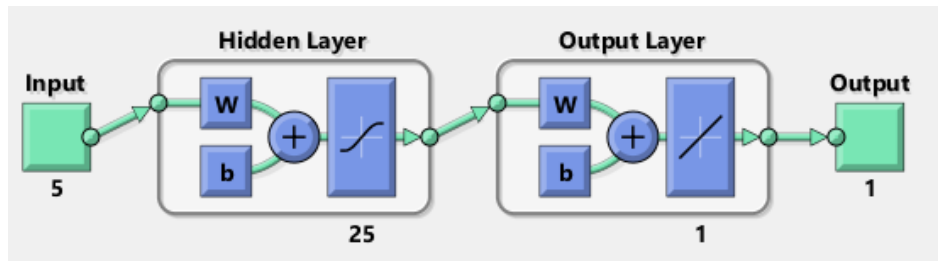 Hidden Layer
Output Layer
Input
Output
W
W
+
+
b
b
5
1
25
1